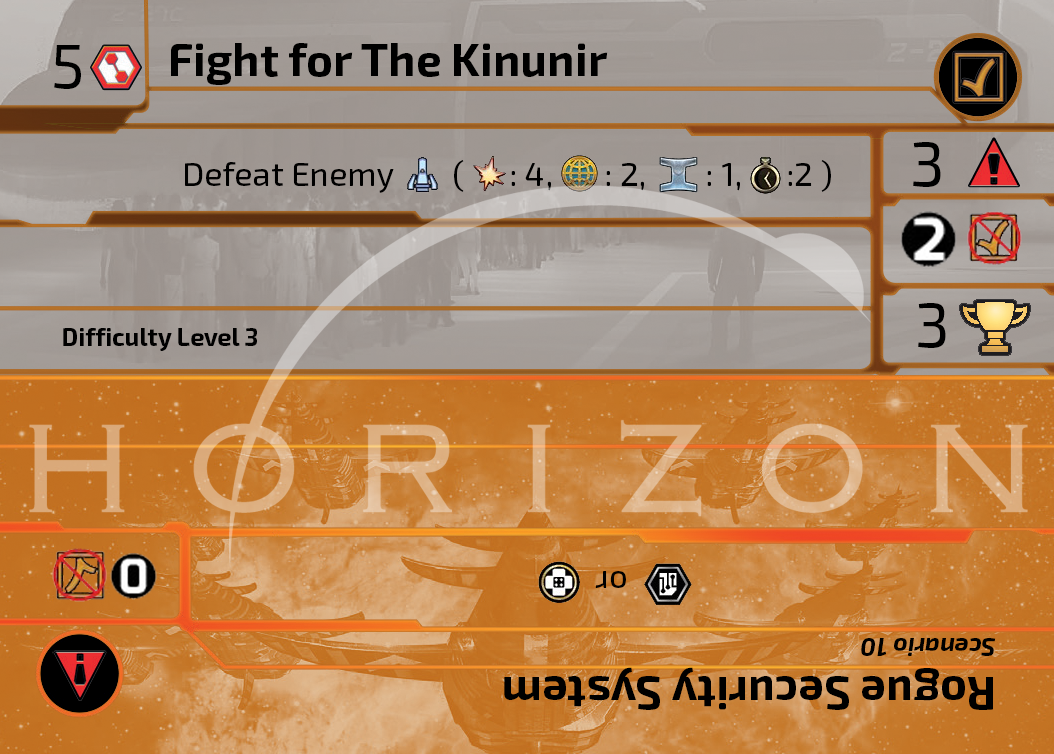 5 Fight for The Kinunir
Defeat Enemy ( : 4, : 2, : 1, :2 )
3
2
3
Difficulty Level 3
HORIZON
0
or
Scenario 10
Rogue Security System